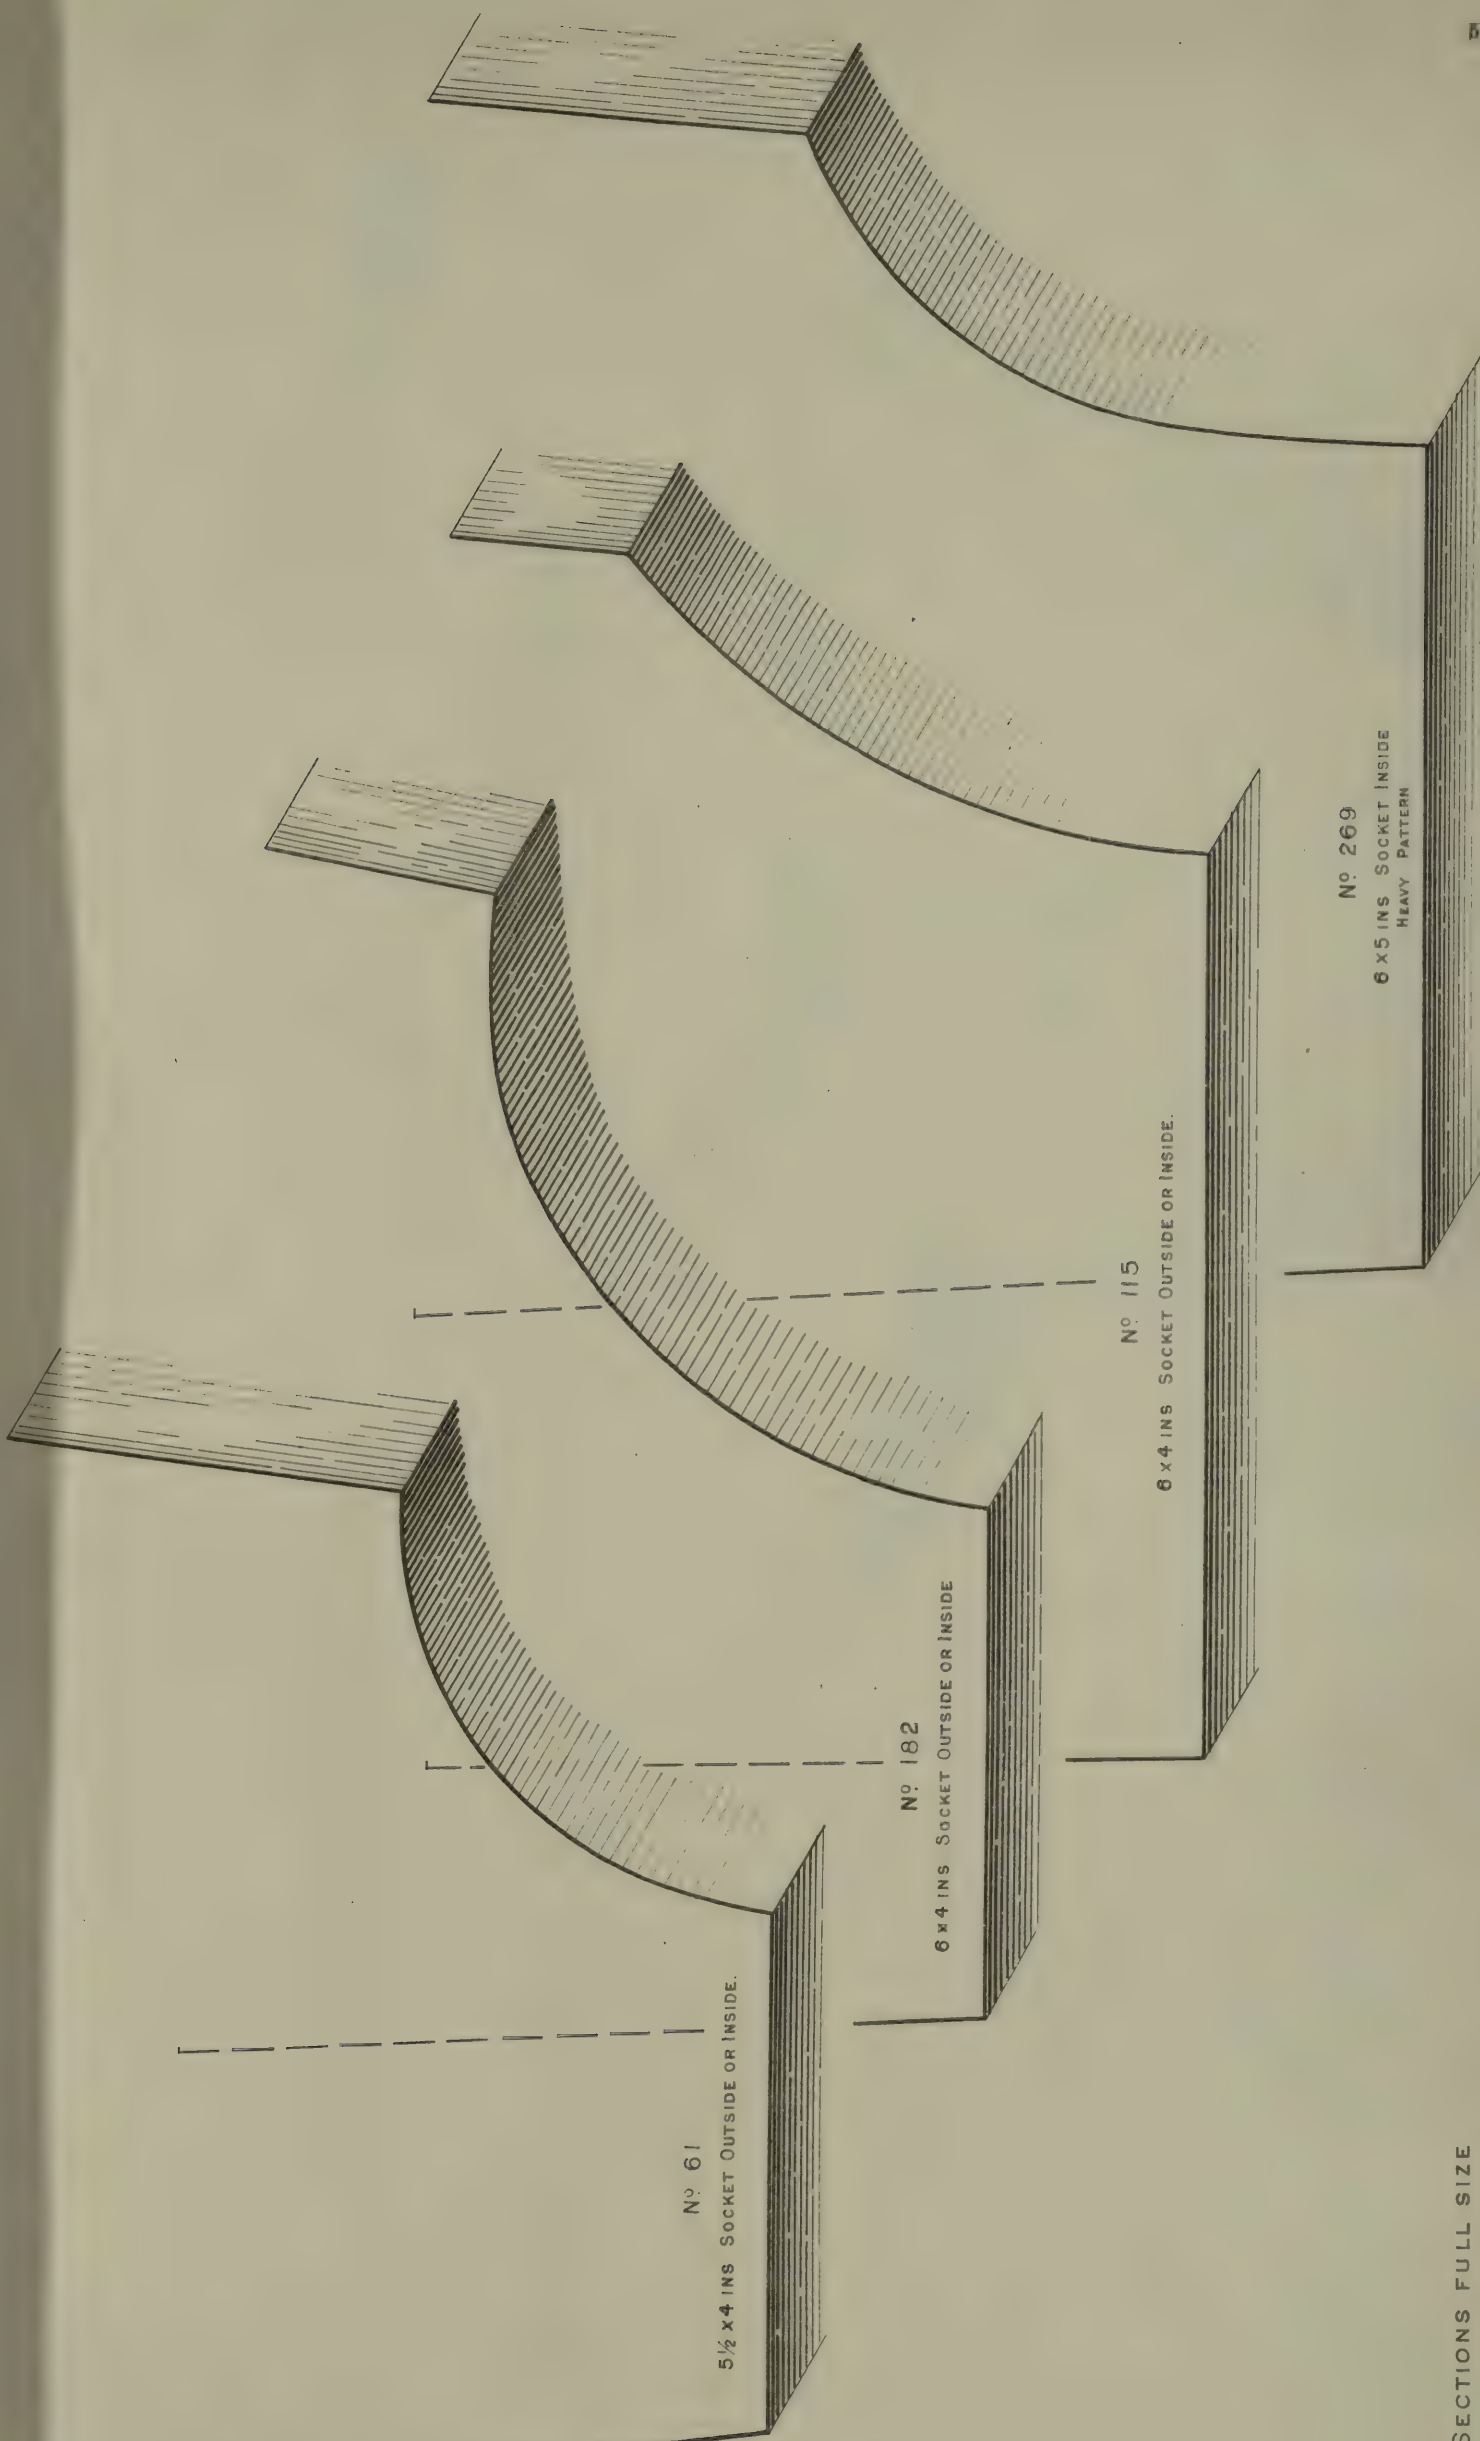 Nº 61
5½ x 4 INS SOCKET OUTSIDE OR INSIDE.
Nº 182
6 x 4 INS SOCKET OUTSIDE OR INSIDE
Nº 115
6 x 4 INS SOCKET OUTSIDE OR INSIDE.
Nº 269
6 x 5 INS SOCKET INSIDE
HEAVY PATTERN
SECTIONS FULL SIZE